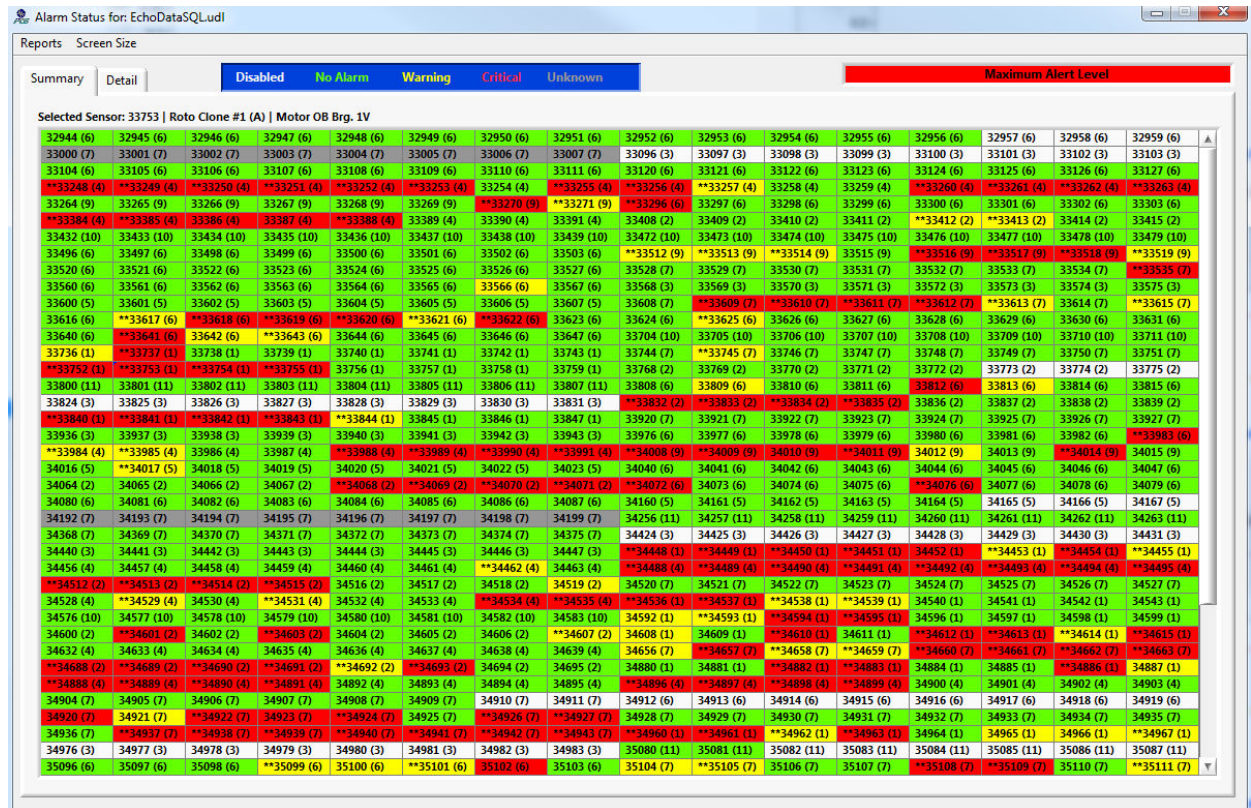 Alarm Status for: EchoDataSQL.udl
Reports Screen Size
Summary Detail Disabled No Alarm Warning Critical Unknown Maximum Alert Level
Selected Sensor: 33753 | Roto Clone #1 (A) | Motor OB Brg. 1V
32944 (6) 32945 (6) 32946 (6) 32947 (6) 32948 (6) 32949 (6) 32950 (6) 32951 (6) 32952 (6) 32953 (6) 32954 (6) 32955 (6) 32956 (6) 32957 (6) 32958 (6) 32959 (6)
33000 (7) 33001 (7) 33002 (7) 33003 (7) 33004 (7) 33005 (7) 33006 (7) 33007 (7) 33096 (3) 33097 (3) 33098 (3) 33099 (3) 33100 (3) 33101 (3) 33102 (3) 33103 (3)
33104 (6) 33105 (6) 33106 (6) 33107 (6) 33108 (6) 33109 (6) 33110 (6) 33111 (6) 33120 (6) 33121 (6) 33122 (6) 33123 (6) 33124 (6) 33125 (6) 33126 (6) 33127 (6)
**33248 (4) **33249 (4) **33250 (4) **33251 (4) **33252 (4) **33253 (4) 33254 (4) **33255 (4) **33256 (4) **33257 (4) 33258 (4) 33259 (4) **33260 (4) **33261 (4) **33262 (4) **33263 (4)
33264 (9) 33265 (9) 33266 (9) 33267 (9) 33268 (9) 33269 (9) **33270 (9) **33271 (9) **33296 (6) 33297 (6) 33298 (6) 33299 (6) 33300 (6) 33301 (6) 33302 (6) 33303 (6)
**33384 (4) **33385 (4) 33386 (4) 33387 (4) **33388 (4) 33389 (4) 33390 (4) 33391 (4) 33408 (2) 33409 (2) 33410 (2) 33411 (2) **33412 (2) **33413 (2) 33414 (2) 33415 (2)
33432 (10) 33433 (10) 33434 (10) 33435 (10) 33436 (10) 33437 (10) 33438 (10) 33439 (10) 33472 (10) 33473 (10) 33474 (10) 33475 (10) 33476 (10) 33477 (10) 33478 (10) 33479 (10)
33496 (6) 33497 (6) 33498 (6) 33499 (6) 33500 (6) 33501 (6) 33502 (6) 33503 (6) **33512 (9) **33513 (9) **33514 (9) 33515 (9) **33516 (9) **33517 (9) **33518 (9) **33519 (9)
33520 (6) 33521 (6) 33522 (6) 33523 (6) 33524 (6) 33525 (6) 33526 (6) 33527 (6) 33528 (7) 33529 (7) 33530 (7) 33531 (7) 33532 (7) 33533 (7) 33534 (7) **33535 (7)
33560 (6) 33561 (6) 33562 (6) 33563 (6) 33564 (6) 33565 (6) 33566 (6) 33567 (6) 33568 (3) 33569 (3) 33570 (3) 33571 (3) 33572 (3) 33573 (3) 33574 (3) 33575 (3)
33600 (5) 33601 (5) 33602 (5) 33603 (5) 33604 (5) 33605 (5) 33606 (5) 33607 (5) 33608 (7) **33609 (7) **33610 (7) **33611 (7) **33612 (7) **33613 (7) 33614 (7) **33615 (7)
33616 (6) **33617 (6) **33618 (6) **33619 (6) **33620 (6) **33621 (6) **33622 (6) 33623 (6) 33624 (6) **33625 (6) 33626 (6) 33627 (6) 33628 (6) 33629 (6) 33630 (6) 33631 (6)
33640 (6) **33641 (6) 33642 (6) **33643 (6) 33644 (6) 33645 (6) 33646 (6) 33647 (6) 33704 (10) 33705 (10) 33706 (10) 33707 (10) 33708 (10) 33709 (10) 33710 (10) 33711 (10)
33736 (1) **33737 (1) 33738 (1) 33739 (1) 33740 (1) 33741 (1) 33742 (1) 33743 (1) 33744 (7) **33745 (7) 33746 (7) 33747 (7) 33748 (7) 33749 (7) 33750 (7) 33751 (7)
**33752 (1) **33753 (1) **33754 (1) **33755 (1) 33756 (1) 33757 (1) 33758 (1) 33759 (1) 33768 (2) 33769 (2) 33770 (2) 33771 (2) 33772 (2) 33773 (2) 33774 (2) 33775 (2)
33800 (11) 33801 (11) 33802 (11) 33803 (11) 33804 (11) 33805 (11) 33806 (11) 33807 (11) 33808 (6) 33809 (6) 33810 (6) 33811 (6) 33812 (6) 33813 (6) 33814 (6) 33815 (6)
33824 (3) 33825 (3) 33826 (3) 33827 (3) 33828 (3) 33829 (3) 33830 (3) 33831 (3) **33832 (2) **33833 (2) **33834 (2) **33835 (2) 33836 (2) 33837 (2) 33838 (2) 33839 (2)
**33840 (1) **33841 (1) **33842 (1) **33843 (1) **33844 (1) 33845 (1) 33846 (1) 33847 (1) 33920 (7) 33921 (7) 33922 (7) 33923 (7) 33924 (7) 33925 (7) 33926 (7) 33927 (7)
33936 (3) 33937 (3) 33938 (3) 33939 (3) 33940 (3) 33941 (3) 33942 (3) 33943 (3) 33976 (6) 33977 (6) 33978 (6) 33979 (6) 33980 (6) 33981 (6) 33982 (6) **33983 (6)
**33984 (4) **33985 (4) 33986 (4) 33987 (4) **33988 (4) **33989 (4) **33990 (4) **33991 (4) **34008 (9) **34009 (9) 34010 (9) **34011 (9) 34012 (9) 34013 (9) **34014 (9) 34015 (9)
34016 (5) **34017 (5) 34018 (5) 34019 (5) 34020 (5) 34021 (5) 34022 (5) 34023 (5) 34040 (6) 34041 (6) 34042 (6) 34043 (6) 34044 (6) 34045 (6) 34046 (6) 34047 (6)
34064 (2) 34065 (2) 34066 (2) 34067 (2) **34068 (2) **34069 (2) **34070 (2) **34071 (2) **34072 (6) 34073 (6) 34074 (6) 34075 (6) **34076 (6) 34077 (6) 34078 (6) 34079 (6)
34080 (6) 34081 (6) 34082 (6) 34083 (6) 34084 (6) 34085 (6) 34086 (6) 34087 (6) 34160 (5) 34161 (5) 34162 (5) 34163 (5) 34164 (5) 34165 (5) 34166 (5) 34167 (5)
34192 (7) 34193 (7) 34194 (7) 34195 (7) 34196 (7) 34197 (7) 34198 (7) 34199 (7) 34256 (11) 34257 (11) 34258 (11) 34259 (11) 34260 (11) 34261 (11) 34262 (11) 34263 (11)
34368 (7) 34369 (7) 34370 (7) 34371 (7) 34372 (7) 34373 (7) 34374 (7) 34375 (7) 34424 (3) 34425 (3) 34426 (3) 34427 (3) 34428 (3) 34429 (3) 34430 (3) 34431 (3)
34440 (3) 34441 (3) 34442 (3) 34443 (3) 34444 (3) 34445 (3) 34446 (3) 34447 (3) **34448 (1) **34449 (1) **34450 (1) **34451 (1) 34452 (1) **34453 (1) **34454 (1) **34455 (1)
34456 (4) 34457 (4) 34458 (4) 34459 (4) 34460 (4) 34461 (4) **34462 (4) 34463 (4) **34488 (4) **34489 (4) **34490 (4) **34491 (4) **34492 (4) **34493 (4) **34494 (4) **34495 (4)
**34512 (2) **34513 (2) **34514 (2) **34515 (2) 34516 (2) 34517 (2) 34518 (2) 34519 (2) 34520 (7) 34521 (7) 34522 (7) 34523 (7) 34524 (7) 34525 (7) 34526 (7) 34527 (7)
34528 (4) **34529 (4) 34530 (4) **34531 (4) 34532 (4) 34533 (4) **34534 (4) **34535 (4) **34536 (1) **34537 (1) **34538 (1) **34539 (1) 34540 (1) 34541 (1) 34542 (1) 34543 (1)
34576 (10) 34577 (10) 34578 (10) 34579 (10) 34580 (10) 34581 (10) 34582 (10) 34583 (10) 34592 (1) **34593 (1) **34594 (1) **34595 (1) 34596 (1) 34597 (1) 34598 (1) 34599 (1)
34600 (2) **34601 (2) 34602 (2) **34603 (2) 34604 (2) 34605 (2) 34606 (2) **34607 (2) 34608 (1) 34609 (1) **34610 (1) 34611 (1) **34612 (1) **34613 (1) **34614 (1) **34615 (1)
34632 (4) 34633 (4) 34634 (4) 34635 (4) 34636 (4) 34637 (4) 34638 (4) 34639 (4) 34656 (7) **34657 (7) **34658 (7) **34659 (7) **34660 (7) **34661 (7) **34662 (7) **34663 (7)
**34688 (2) **34689 (2) **34690 (2) **34691 (2) **34692 (2) **34693 (2) 34694 (2) 34695 (2) 34880 (1) 34881 (1) **34882 (1) **34883 (1) 34884 (1) 34885 (1) **34886 (1) 34887 (1)
**34888 (4) **34889 (4) **34890 (4) **34891 (4) 34892 (4) 34893 (4) 34894 (4) 34895 (4) **34896 (4) **34897 (4) **34898 (4) **34899 (4) 34900 (4) 34901 (4) 34902 (4) 34903 (4)
34904 (7) 34905 (7) 34906 (7) 34907 (7) 34908 (7) 34909 (7) 34910 (7) 34911 (7) 34912 (6) 34913 (6) 34914 (6) 34915 (6) 34916 (6) 34917 (6) 34918 (6) 34919 (6)
34920 (7) 34921 (7) **34922 (7) 34923 (7) **34924 (7) 34925 (7) **34926 (7) **34927 (7) 34928 (7) 34929 (7) 34930 (7) 34931 (7) 34932 (7) 34933 (7) 34934 (7) 34935 (7)
34936 (7) **34937 (7) **34938 (7) **34939 (7) **34940 (7) **34941 (7) **34942 (7) **34943 (7) **34960 (1) **34961 (1) **34962 (1) **34963 (1) 34964 (1) 34965 (1) 34966 (1) **34967 (1)
34976 (3) 34977 (3) 34978 (3) 34979 (3) 34980 (3) 34981 (3) 34982 (3) 34983 (3) 35080 (11) 35081 (11) 35082 (11) 35083 (11) 35084 (11) 35085 (11) 35086 (11) 35087 (11)
35096 (6) 35097 (6) 35098 (6) **35099 (6) 35100 (6) **35101 (6) 35102 (6) 35103 (6) 35104 (7) **35105 (7) 35106 (7) 35107 (7) **35108 (7) **35109 (7) 35110 (7) **35111 (7)